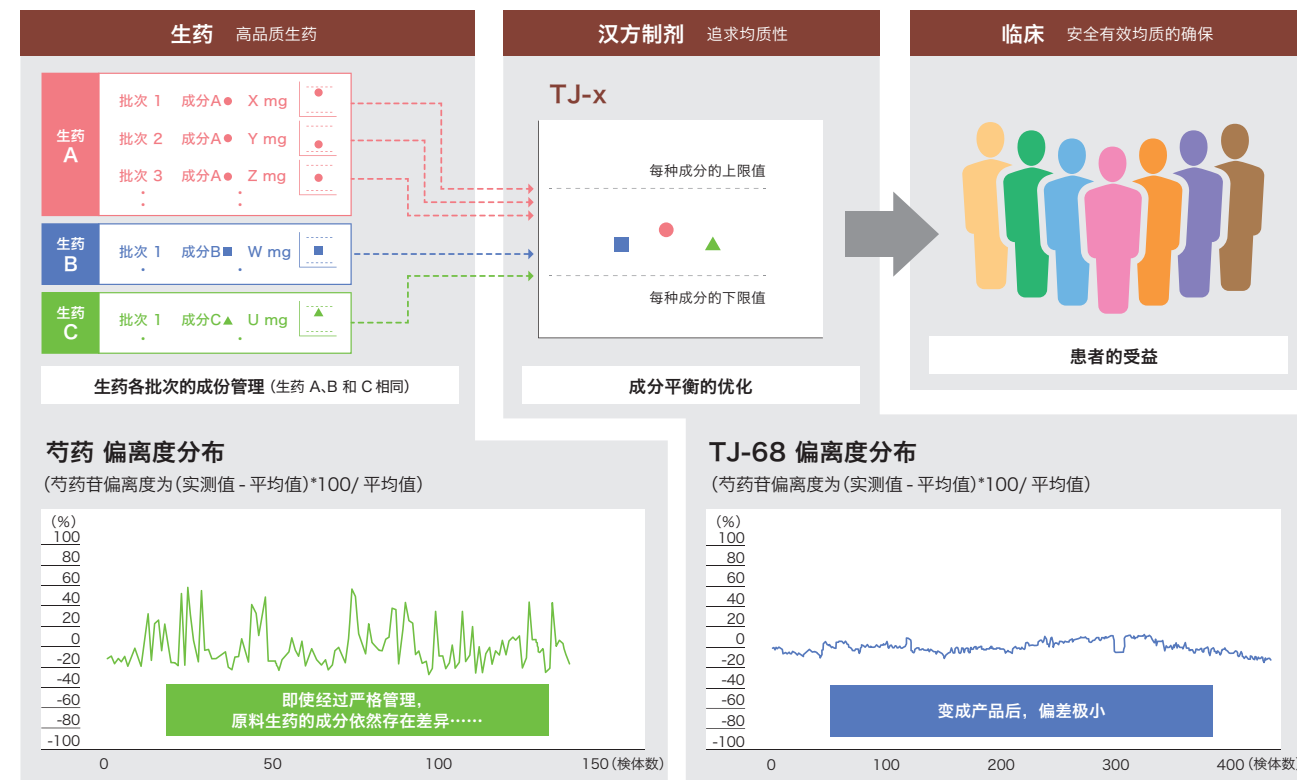 生药 高品质生药
生药
A
批次 1 成分A● X mg
批次 2 成分A● Y mg
批次 3 成分A● Z mg
生药
B
批次 1 成分B■ W mg
生药
C
批次 1 成分C▲ U mg
生药各批次的成份管理（生药 A、B 和 C 相同）
汉方制剂 追求均质性
TJ-x
每种成分的上限值
每种成分的下限值
成分平衡的优化
临床 安全有效均质的确保
患者的受益
芍药 偏离度分布
（芍药苷偏离度为（实测值 - 平均值）*100/ 平均值）
（%）
100
80
60
40
20
0
-20
-40
-60
-80
-100
即使经过严格管理，
原料生药的成分依然存在差异……
0 50 100 150（検体数）
TJ-68 偏离度分布
（芍药苷偏离度为（实测值 - 平均值）*100/ 平均值）
（%）
100
80
60
40
20
0
-20
-40
-60
-80
-100
变成产品后，偏差极小
0 100 200 300 400（検体数）